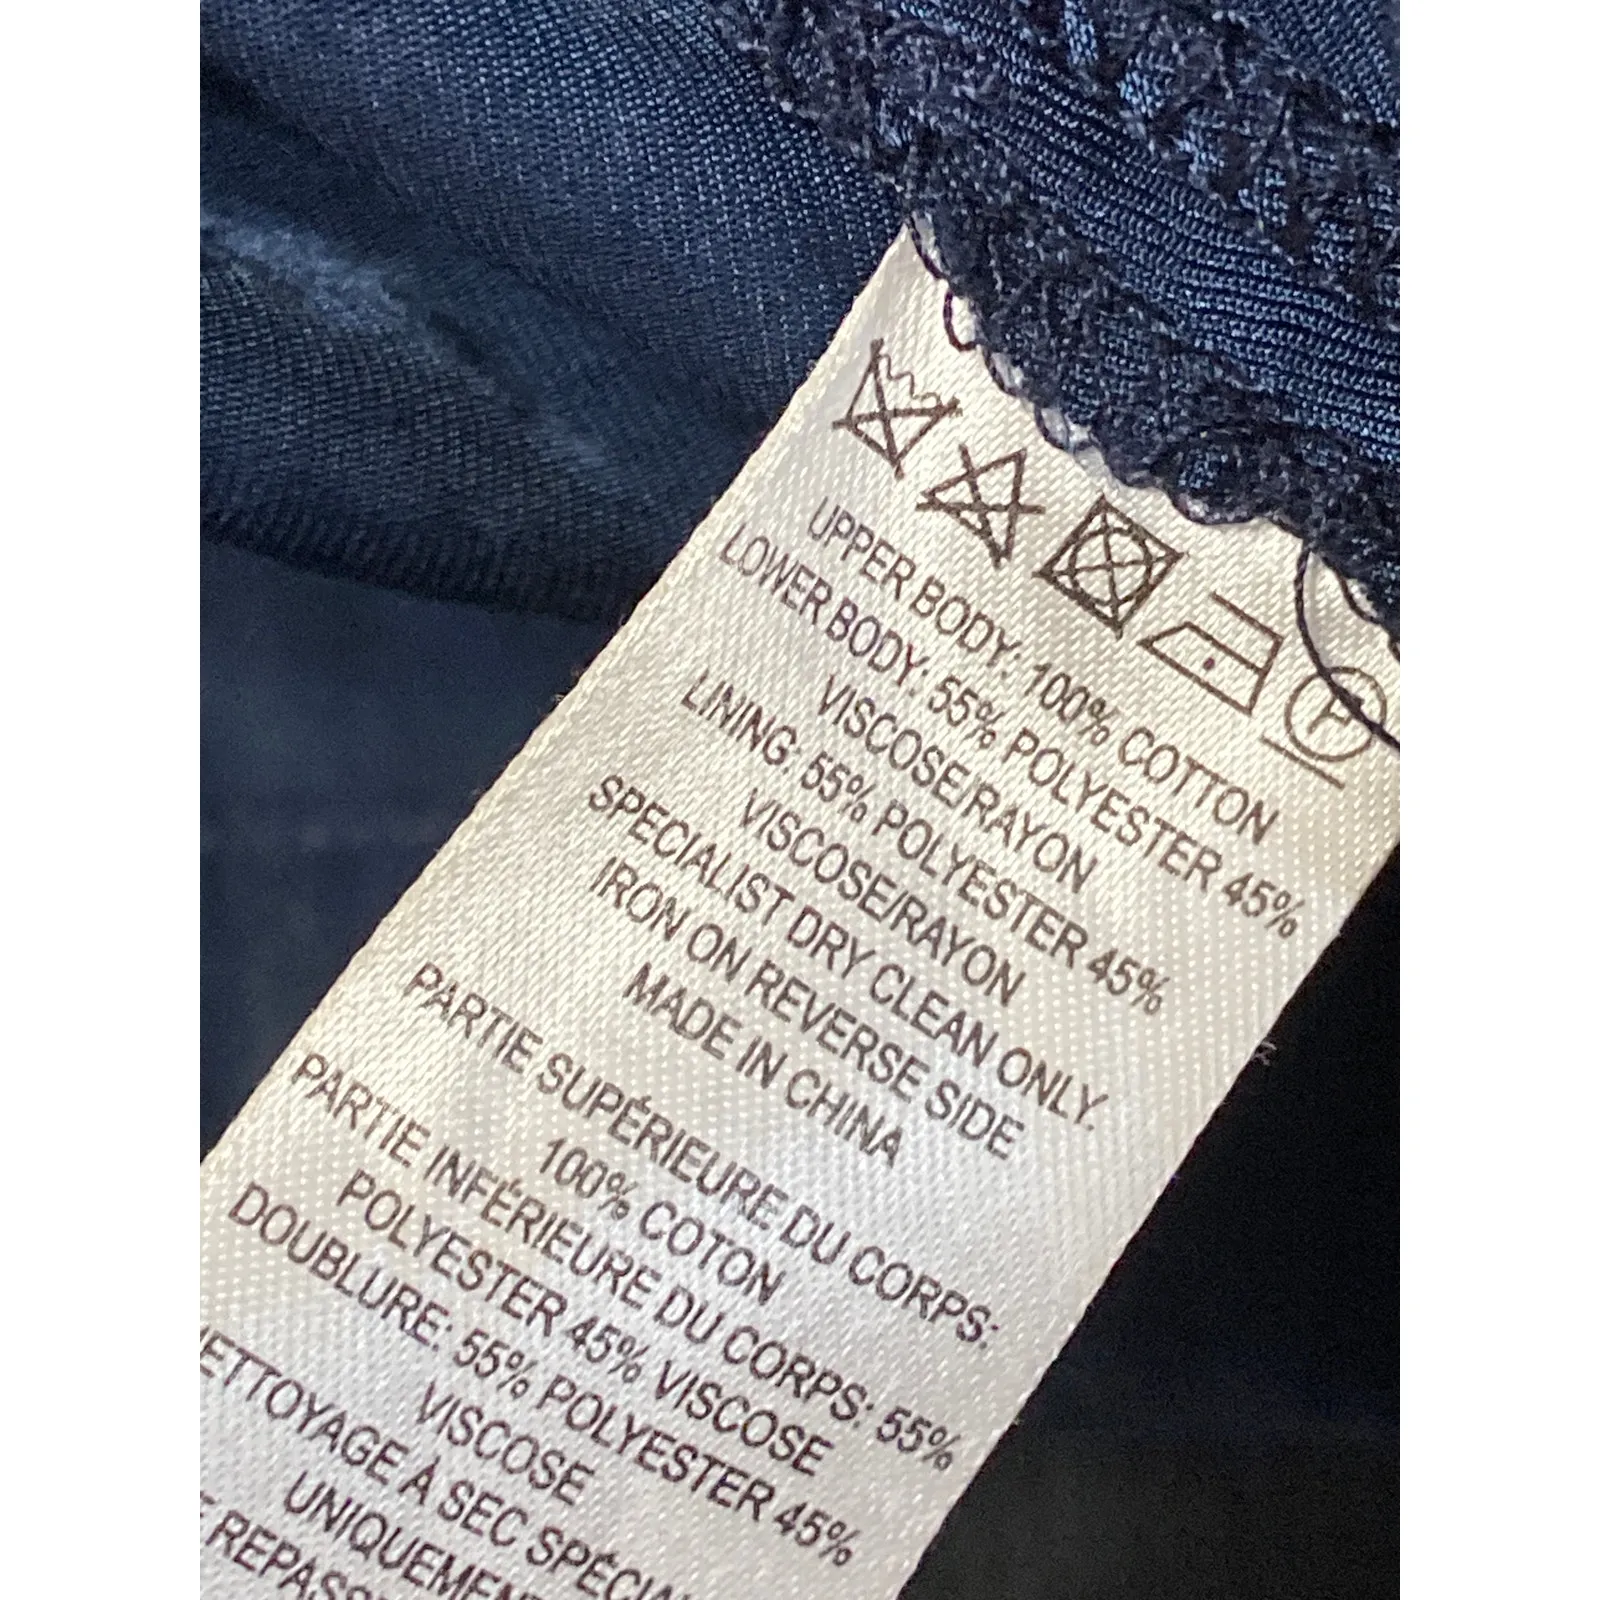 P
UPPER BODY: 100% COTTON
LOWER BODY: 55% POLYESTER 45%
VISCOSE/RAYON
LINING: 55% POLYESTER 45%
VISCOSE/RAYON
SPECIALIST DRY CLEAN ONLY.
IRON ON REVERSE SIDE
MADE IN CHINA
PARTIE SUPÉRIEURE DU CORPS:
100% COTON
PARTIE INFÉRIEURE DU CORPS: 55%
POLYESTER 45% VISCOSE
DOUBLURE: 55% POLYESTER 45%
VISCOSE
À SEC